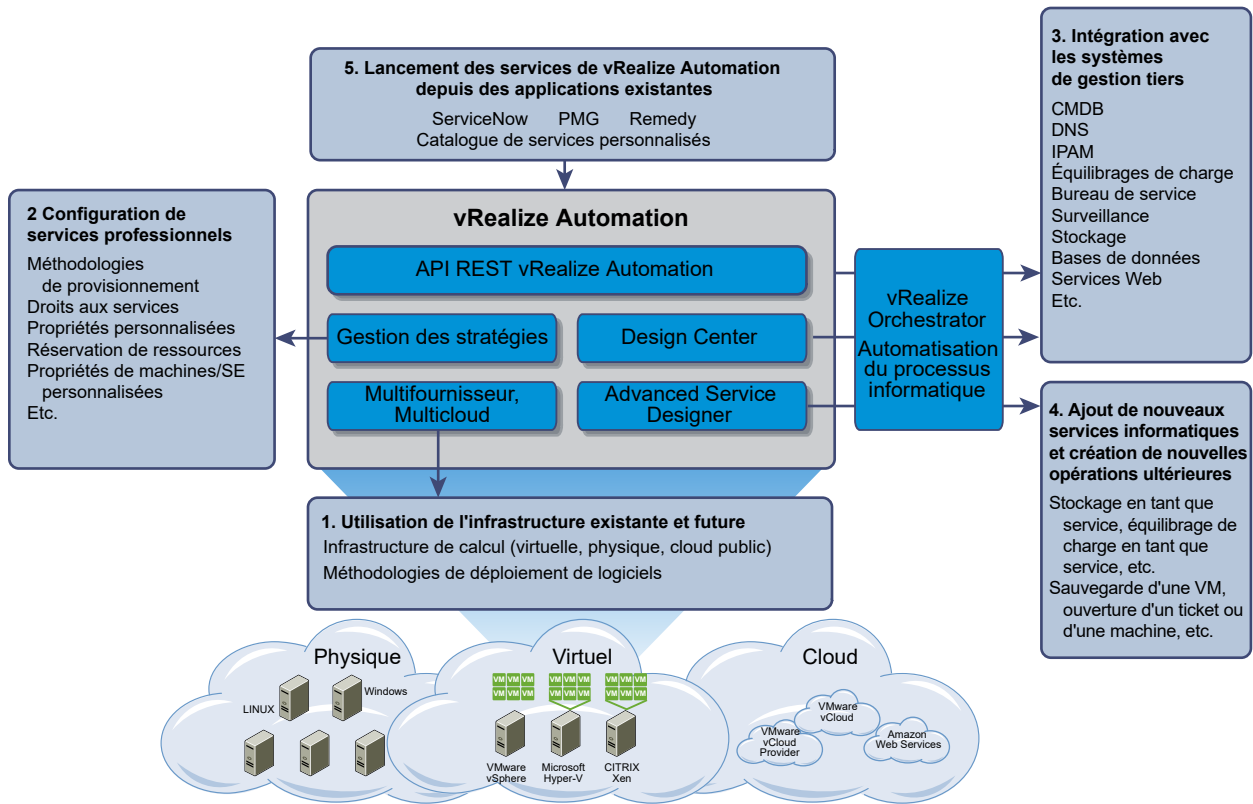 5. Lancement des services de vRealize Automation
depuis des applications existantes
ServiceNow PMG Remedy
Catalogue de services personnalisés
3. Intégration avec
les systèmes
de gestion tiers
CMDB
DNS
IPAM
Équilibrages de charge
Bureau de service
Surveillance
Stockage
Bases de données
Services Web
Etc.
2 Configuration de
services professionnels
Méthodologies
de provisionnement
Droits aux services
Propriétés personnalisées
Réservation de ressources
Propriétés de machines/SE
personnalisées
Etc.
vRealize Automation
API REST vRealize Automation
Gestion des stratégies
Design Center
Multifournisseur,
Multicloud
Advanced Service
Designer
vRealize
Orchestrator
Automatisation
du processus
informatique
4. Ajout de nouveaux
services informatiques
et création de nouvelles
opérations ultérieures
Stockage en tant que
service, équilibrage de
charge en tant que
service, etc.
Sauvegarde d'une VM,
ouverture d'un ticket ou
d'une machine, etc.
1. Utilisation de l'infrastructure existante et future
Infrastructure de calcul (virtuelle, physique, cloud public)
Méthodologies de déploiement de logiciels
Physique
LINUX
Windows
Virtuel
VM VM VM VM VM VM VM VM VM
VM VM VM VM VM VM VM VM VM
VMware
vSphere
Microsoft
Hyper-V
CITRIX
Xen
Cloud
VMware
vCloud
VMware
vCloud
Provider
Amazon
Web Services